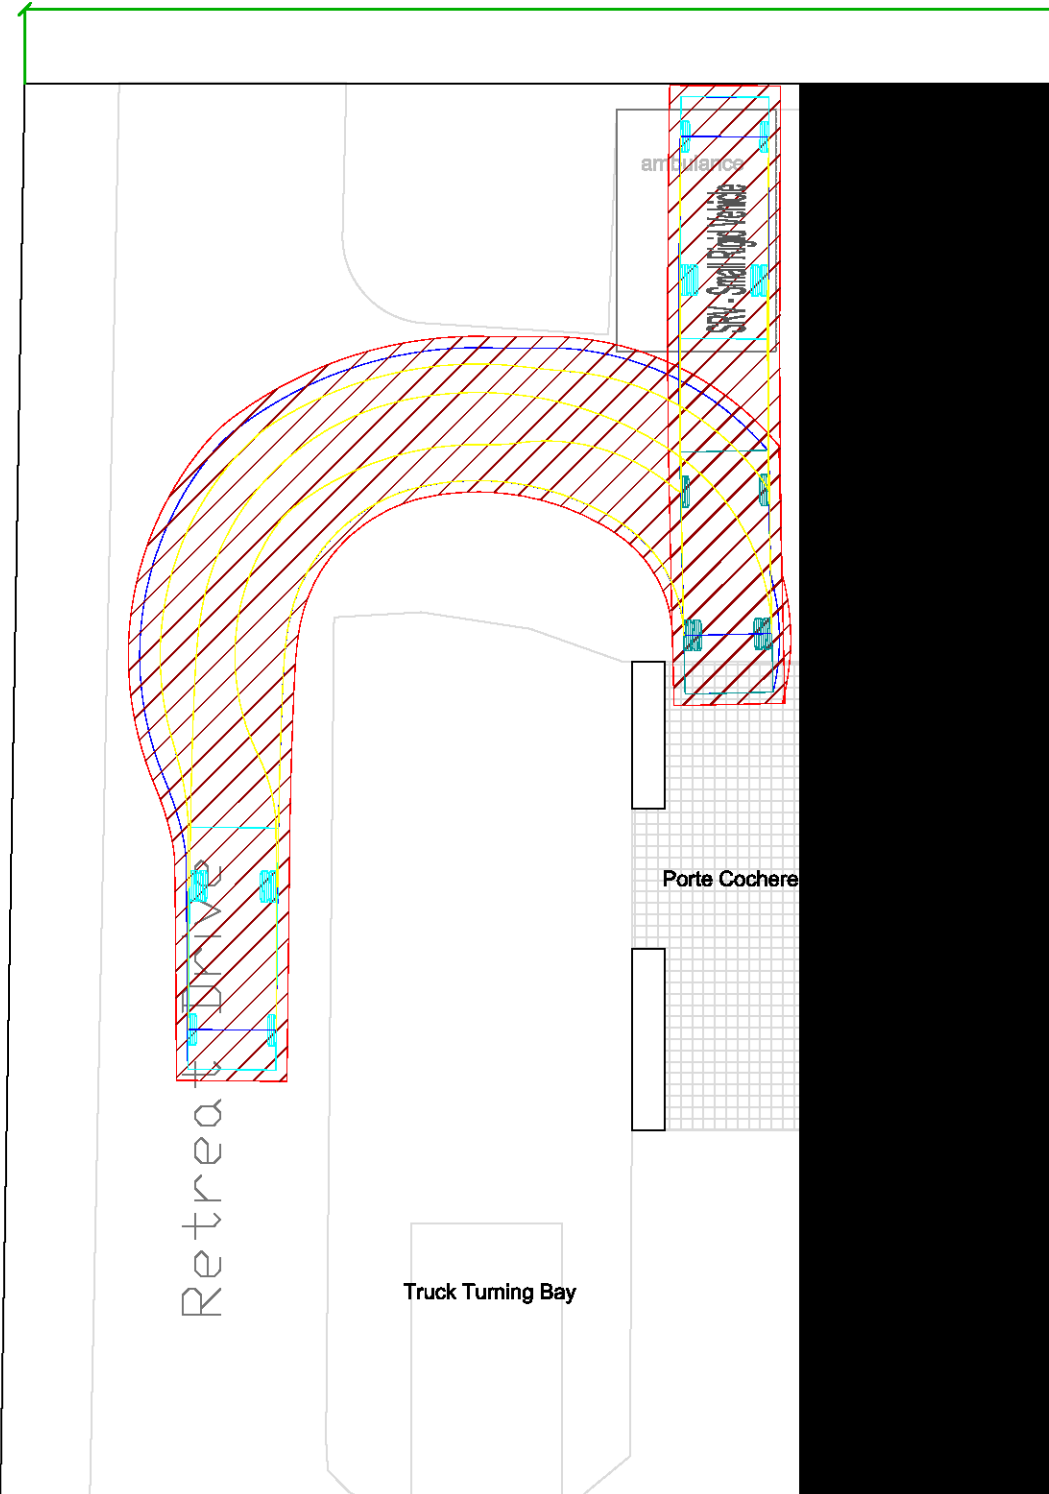 ambulance
SRV - Small Rigid Vehicle
Porte Cochere
Retreat Drive
Truck Turning Bay